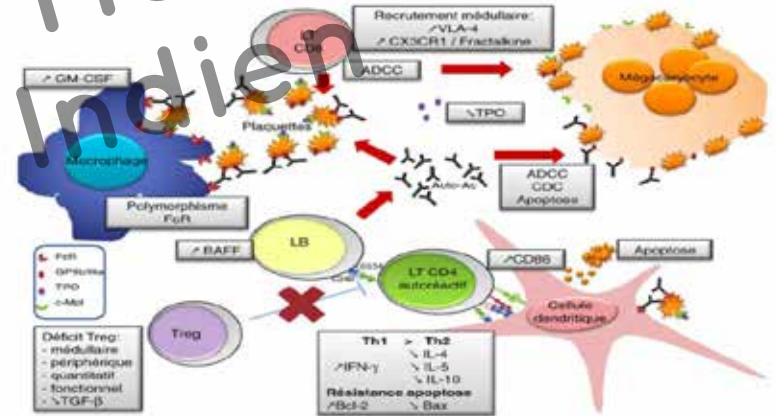 Indien
Recrutement médullaire:
↗VLA-4
↗ CX3CR1 / Fractalkine
LT
CD8
ADCC
↗ GM-CSF
Mégacaryocyte
Plaquettes
↘TPO
Macrophage
Auto-Ac
ADCC
CDC
Apoptose
Polymorphisme
FcR
↗ BAFF
LB
↗CD86
Apoptose
LT CD4
autoréactif
FcR
TPO
c-Mpl
Cellule
dendritique
Treg
Déficit Treg:
- médullaire
- périphérique
- quantitatif
- fonctionnel
- ↘TGF-β
Th1 > Th2
↘ IL-4
↗IFN-γ ↘ IL-5
↘ IL-10
Résistance apoptose
↗Bcl-2 ↘ Bax